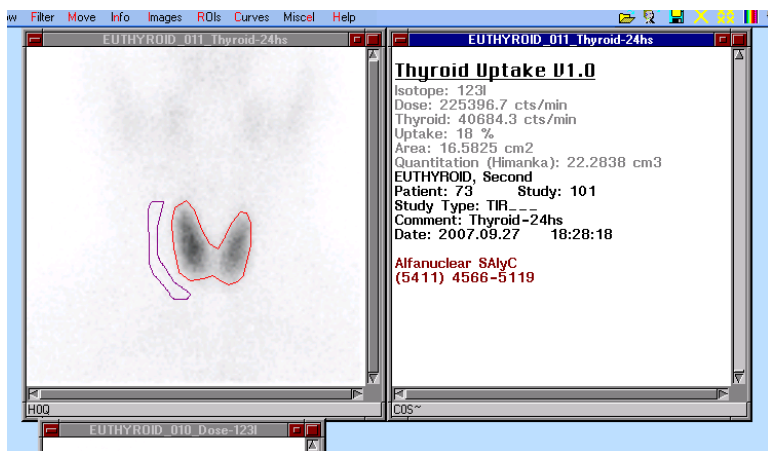 ow Filter Move Info Images ROIs Curves Miscel Help
EUTHYROID_011_Thyroid-24hs
H0Q
EUTHYROID_011_Thyroid-24hs
Thyroid Uptake V1.0
Isotope: 123I
Dose: 225396.7 cts/min
Thyroid: 40684.3 cts/min
Uptake: 18 %
Area: 16.5825 cm2
Quantitation (Himanka): 22.2838 cm3
EUTHYROID, Second
Patient: 73 Study: 101
Study Type: TIR___
Comment: Thyroid-24hs
Date: 2007.09.27 18:28:18
Alfanuclear SAlyC
(5411) 4566-5119
COS~
EUTHYROID_010_Dose-123I